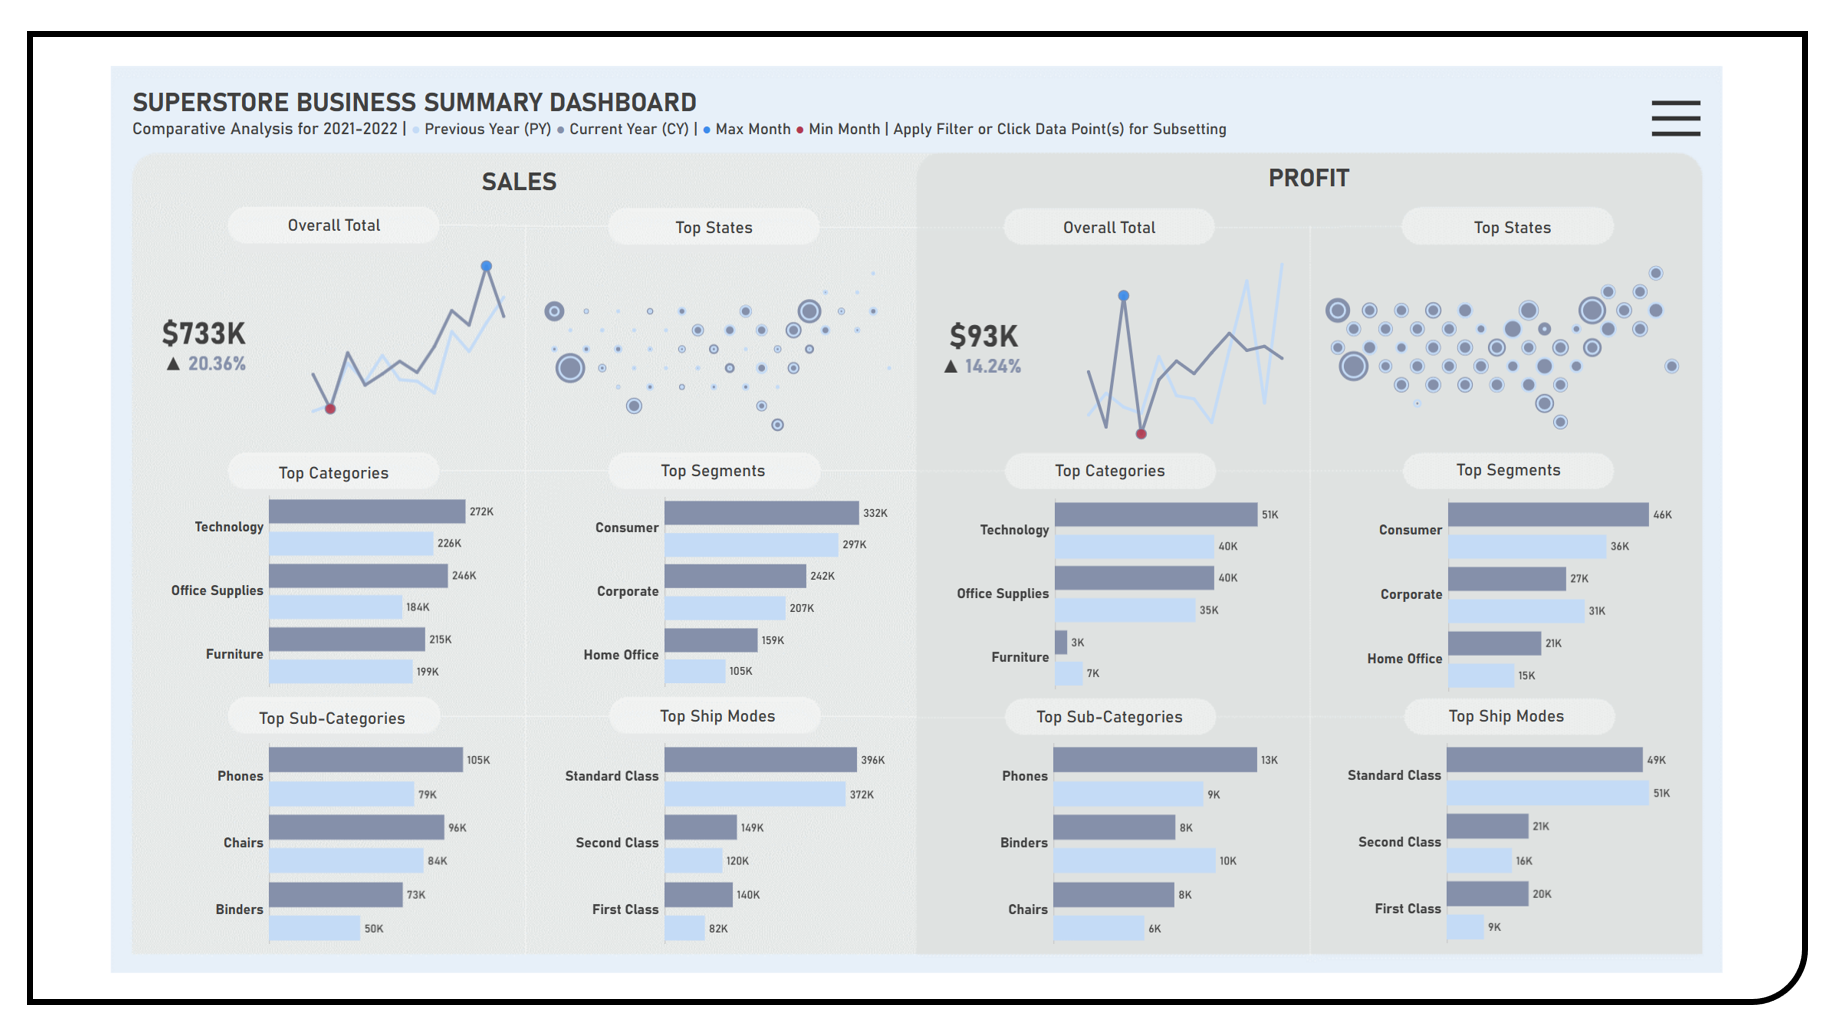 SUPERSTORE BUSINESS SUMMARY DASHBOARD
Comparative Analysis for 2021-2022 | Previous Year (PY) Current Year (CY) | Max Month Min Month | Apply Filter or Click Data Point(s) for Subsetting
SALES
Overall Total
$733K
▲ 20.36%
Top States
Top Categories
Technology
272K
226K
Office Supplies
246K
184K
Furniture
215K
199K
Top Segments
Consumer
332K
297K
Corporate
242K
207K
Home Office
159K
105K
Top Sub-Categories
Phones
105K
79K
Chairs
96K
84K
Binders
73K
50K
Top Ship Modes
Standard Class
396K
372K
Second Class
149K
120K
First Class
140K
82K
PROFIT
Overall Total
$93K
▲ 14.24%
Top States
Top Categories
Technology
51K
40K
Office Supplies
40K
35K
Furniture
3K
7K
Top Segments
Consumer
46K
36K
Corporate
27K
31K
Home Office
21K
15K
Top Sub-Categories
Phones
13K
9K
Binders
8K
10K
Chairs
8K
6K
Top Ship Modes
Standard Class
49K
51K
Second Class
21K
16K
First Class
20K
9K